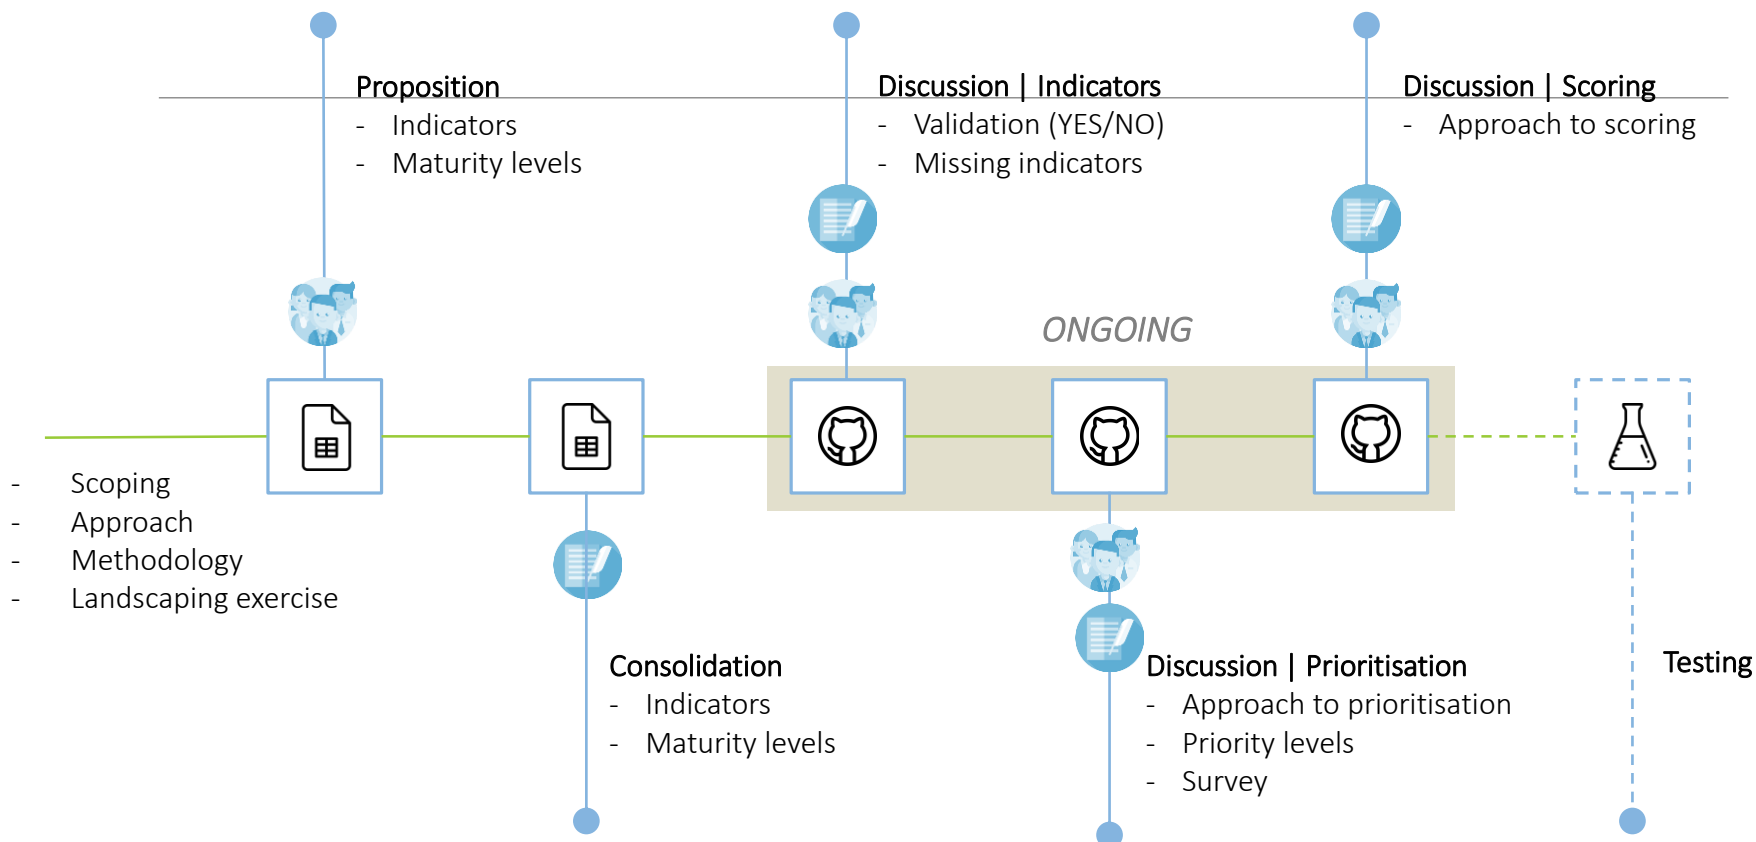 Proposition
- Indicators
- Maturity levels
Discussion | Indicators
- Validation (YES/NO)
- Missing indicators
Discussion | Scoring
- Approach to scoring
ONGOING
- Scoping
- Approach
- Methodology
- Landscaping exercise
Consolidation
- Indicators
- Maturity levels
Discussion | Prioritisation
- Approach to prioritisation
- Priority levels
- Survey
Testing